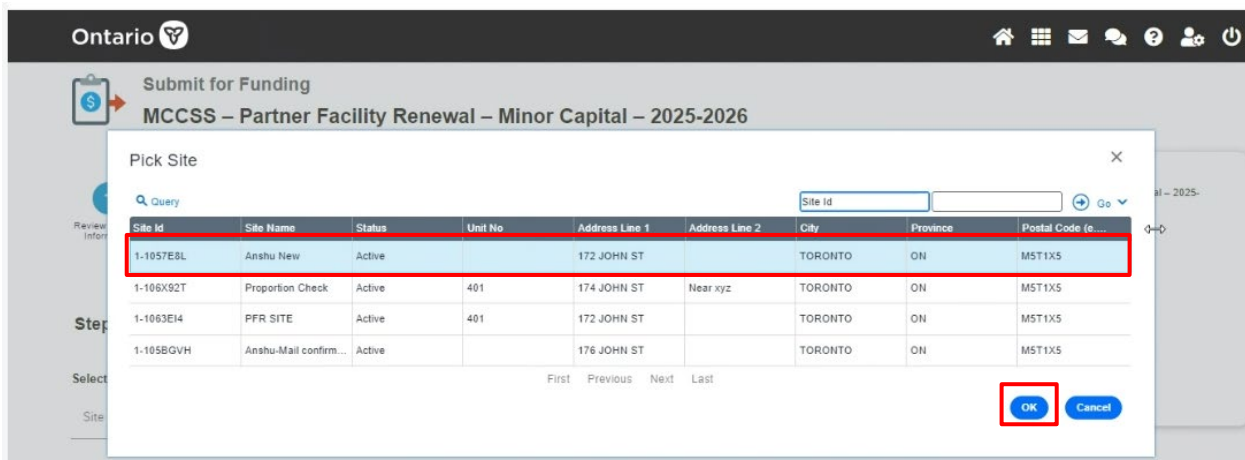 Ontario
Submit for Funding
MCCSS – Partner Facility Renewal – Minor Capital – 2025-2026
Pick Site
al – 2025-
Query
Site Id
Go
Review
Infor
Site Id Site Name Status Unit No Address Line 1 Address Line 2 City Province Postal Code (e....
1-1057E8L Anshu New Active 172 JOHN ST TORONTO ON M5T1X5
1-106X92T Proportion Check Active 401 174 JOHN ST Near xyz TORONTO ON M5T1X5
1-1063EI4 PFR SITE Active 401 172 JOHN ST TORONTO ON M5T1X5
Step
1-105BGVH Anshu-Mail confirm... Active 176 JOHN ST TORONTO ON M5T1X5
Select
First Previous Next Last
OK Cancel
Site